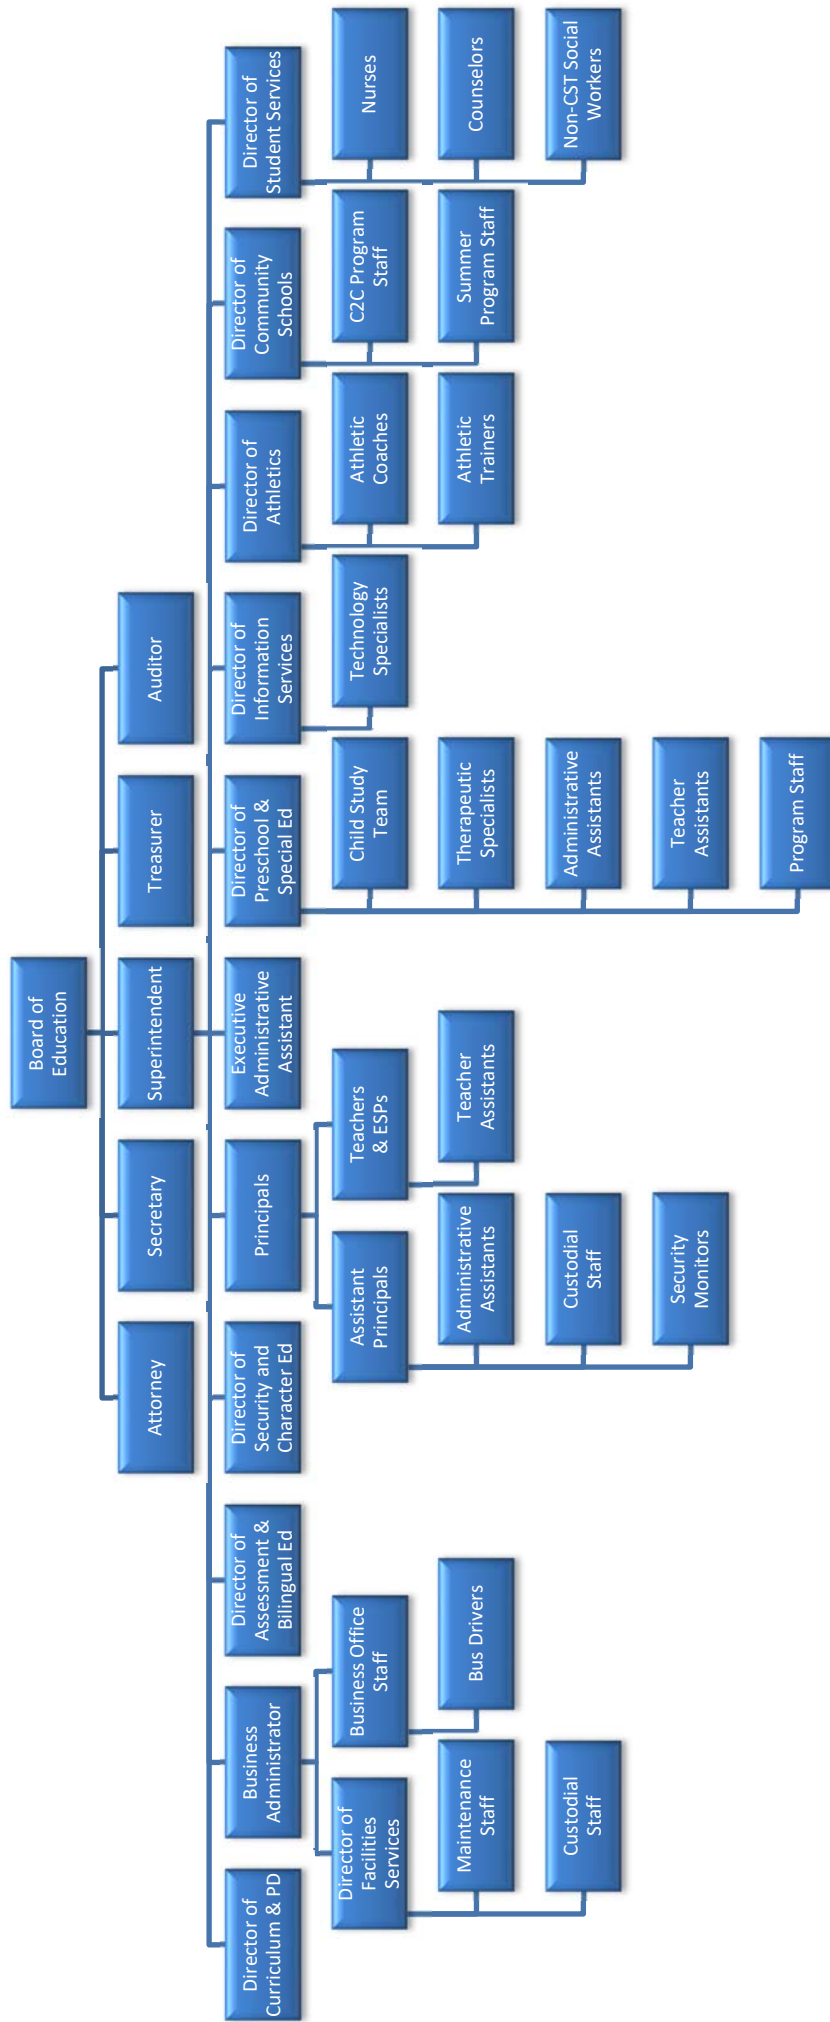 Board of
Education
Attorney
Secretary
Superintendent
Treasurer
Auditor
Director of
Curriculum & PD
Business
Administrator
Director of
Assessment &
Bilingual Ed
Director of
Security and
Character Ed
Principals
Executive
Administrative
Assistant
Director of
Preschool &
Special Ed
Director of
Information
Services
Director of
Athletics
Director of
Community
Schools
Director of
Student Services
Director of
Facilities
Services
Business Office
Staff
Assistant
Principals
Teachers
& ESPs
Child Study
Team
Technology
Specialists
Athletic
Coaches
C2C Program
Staff
Nurses
Maintenance
Staff
Bus Drivers
Administrative
Assistants
Teacher
Assistants
Therapeutic
Specialists
Athletic
Trainers
Summer
Program Staff
Counselors
Custodial
Staff
Custodial
Staff
Administrative
Assistants
Non-CST Social
Workers
Security
Monitors
Teacher
Assistants
Program Staff